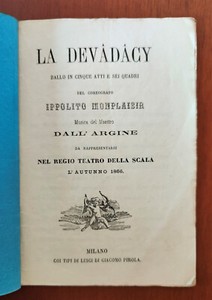 LA DEVÀDÀCY
BALLO IN CINQUE ATTI E SEI QUADRI
DEL COREOGRAFO
IPPOLITO MONPLAISIR
Musica del Maestro
DALL'ARGINE
DA RAPPRESENTARSI
NEL REGIO TEATRO DELLA SCALA
L'AUTUNNO 1866.
MILANO
COI TIPI DI LUIGI DI GIACOMO PIROLA.